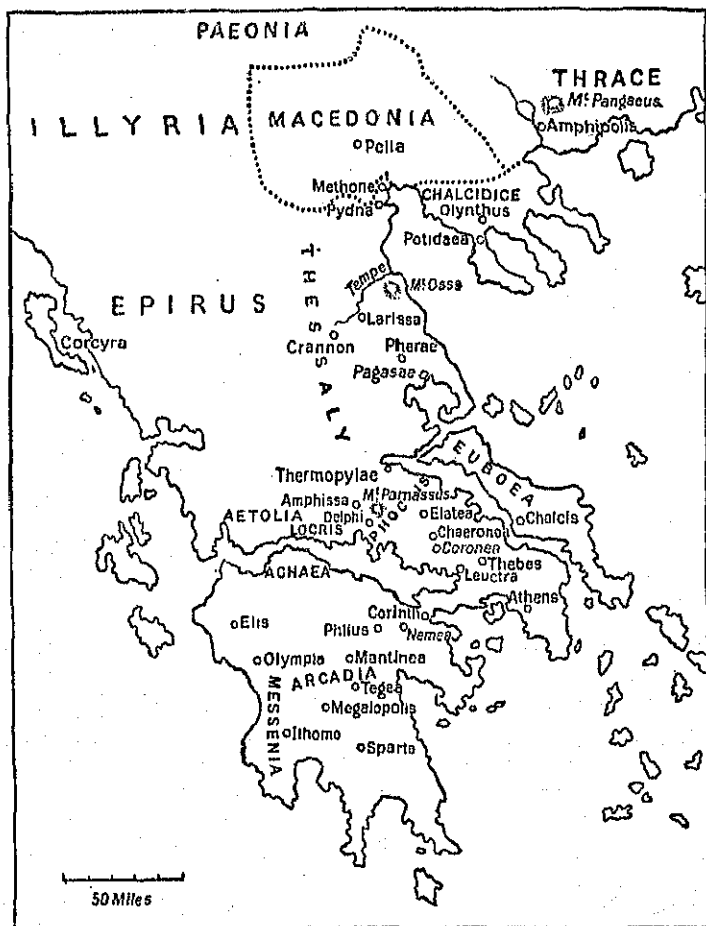 PAEONIA
THRACE
Mt. Pangaeus
Amphipolis
ILLYRIA
MACEDONIA
Pella
Methone
Pydna
CHALCIDICE
Olynthus
Potidaea
THESSALY
Tempe
Mt. Ossa
EPIRUS
Larissa
Corcyra
Crannon
Pherae
Pagasae
EUBOEA
Thermopylae
Amphissa
Mt. Parnassus
PHOCIS
AETOLIA
LOCRIS
Delphi
Elatea
Chalcis
Chaeronea
Coronea
Thebes
Leuctra
ACHAEA
Athens
Corinth
Elis
Phlius
Nemea
Olympia
Mantinea
ARCADIA
Tegea
MESSENIA
Megalopolis
Ithome
Sparta
50 Miles